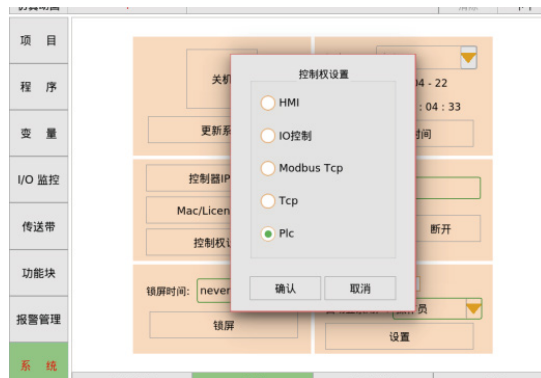 项 目
程 序
变 量
I/O 监控
传送带
功能块
报警管理
系 统
关机
更新系
04 - 22
: 04 : 33
时间
控制器IP
Mac/Licen
控制权设
断开
锁屏时间: never
锁屏
设置
控制权设置
HMI
IO控制
Modbus Tcp
Tcp
Plc
确认
取消